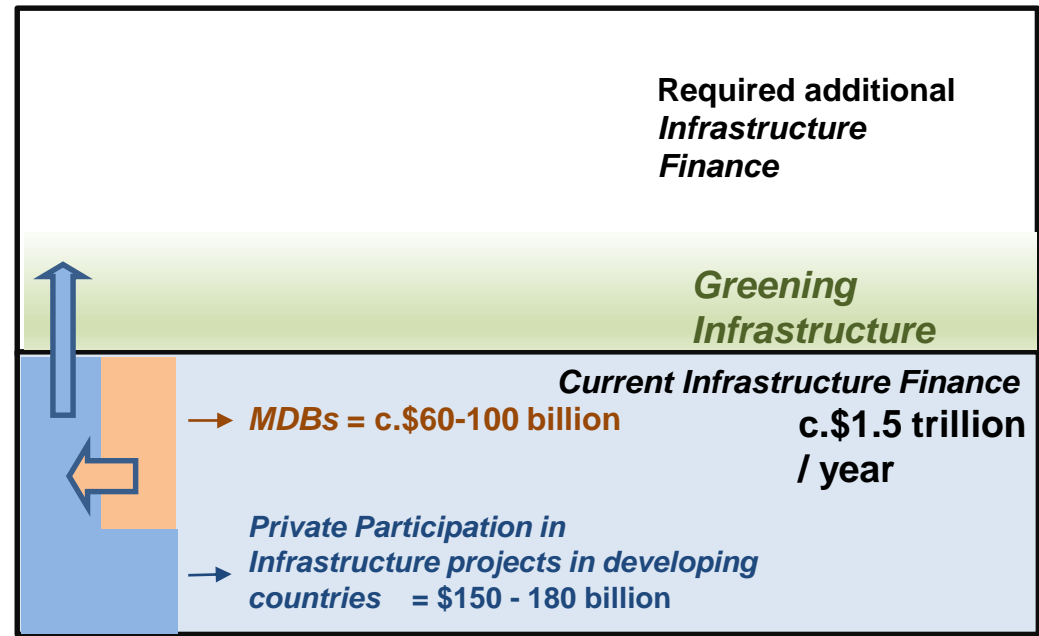 Required additional
Infrastructure
Finance
Greening
Infrastructure
Current Infrastructure Finance
c.$1.5 trillion
/ year
MDBs = c.$60-100 billion
Private Participation in
Infrastructure projects in developing
countries = $150 - 180 billion